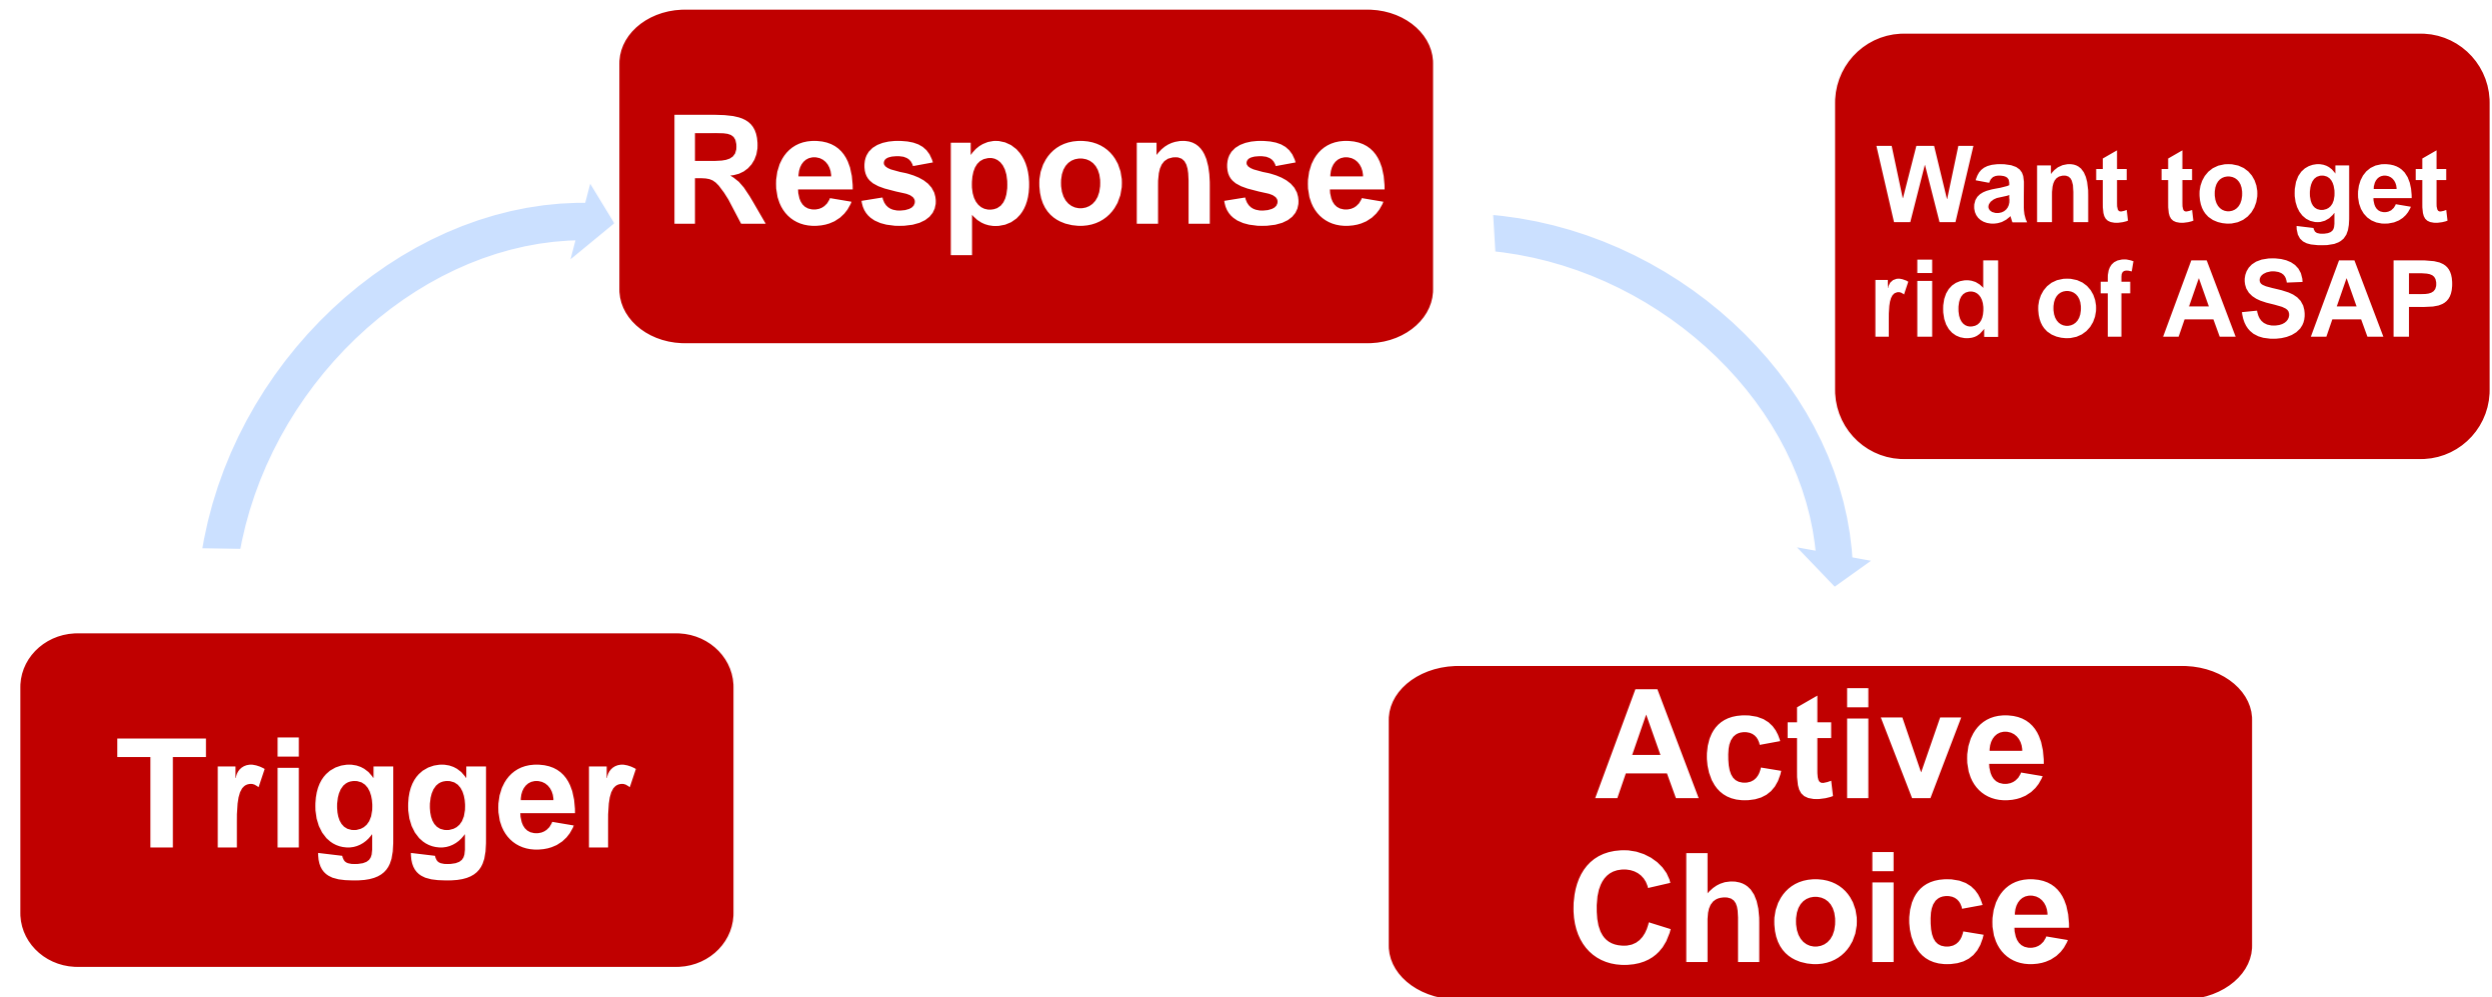 Response
Want to get
rid of ASAP
Trigger
Active
Choice